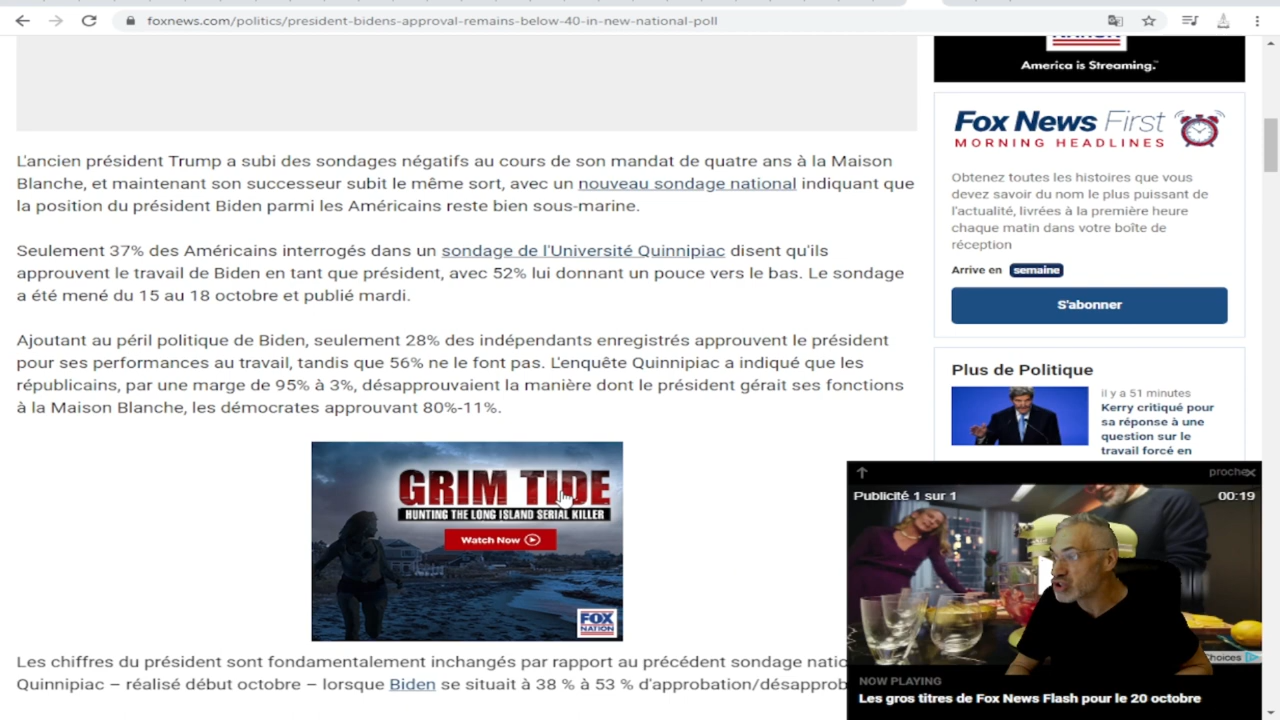 foxnews.com/politics/president-bidens-approval-remains-below-40-in-new-national-poll
America is Streaming.
L'ancien président Trump a subi des sondages négatifs au cours de son mandat de quatre ans à la Maison
Blanche, et maintenant son successeur subit le même sort, avec un nouveau sondage national indiquant que
la position du président Biden parmi les Américains reste bien sous-marine.
Seulement 37% des Américains interrogés dans un sondage de l'Université Quinnipiac disent qu'ils
approuvent le travail de Biden en tant que président, avec 52% lui donnant un pouce vers le bas. Le sondage
a été mené du 15 au 18 octobre et publié mardi.
Ajoutant au péril politique de Biden, seulement 28% des indépendants enregistrés approuvent le président
pour ses performances au travail, tandis que 56% ne le font pas. L'enquête Quinnipiac a indiqué que les
républicains, par une marge de 95% à 3%, désapprouvaient la manière dont le président gérait ses fonctions
à la Maison Blanche, les démocrates approuvant 80%-11%.
GRIM TIDE
HUNTING THE LONG ISLAND SERIAL KILLER
Watch Now
FOX
NATION
Les chiffres du président sont fondamentalement inchangés par rapport au précédent sondage
Quinnipiac – réalisé début octobre – lorsque Biden se situait à 38 % à 53 %
Fox News First
MORNING HEADLINES
Obtenez toutes les histoires que vous
devez savoir du nom le plus puissant de
l'actualité, livrées à la première heure
chaque matin dans votre boîte de
réception
Arrive en semaine
S'abonner
Plus de Politique
il y a 51 minutes
Kerry critiqué pour
sa réponse à une
question sur le
travail forcé en
Publicité 1 sur 1
00:19
NOW PLAYING
Les gros titres de Fox News Flash pour le 20 octobre